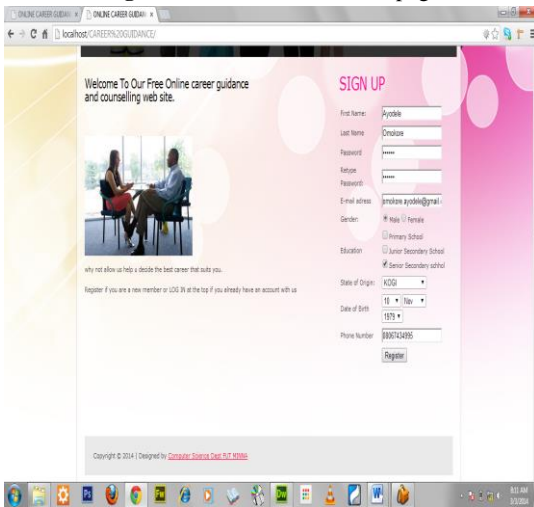 ONLINE CAREER GUIDAN
ONLINE CAREER GUIDAN
localhost/CAREER%20GUIDANCE/
Welcome To Our Free Online career guidance
and counselling web site.
why not allow us help u decide the best career that suits you.
Register if you are a new member or LOG IN at the top if you already have an account with us
SIGN UP
First Name: Ayodele
Last Name Omokore
Password ••••••
Retype
Password: ••••••
E-mail adress omokore.ayodele@gmail.
Gender: Male Female
Primary School
Education Junior Secondary School
Senior Secondary schhol
State of Origin: KOGI
10 Nov
Date of Birth
1979
Phone Number 08067434995
Register
Copyright © 2014 | Designed by Computer Science Dept FUT MINNA